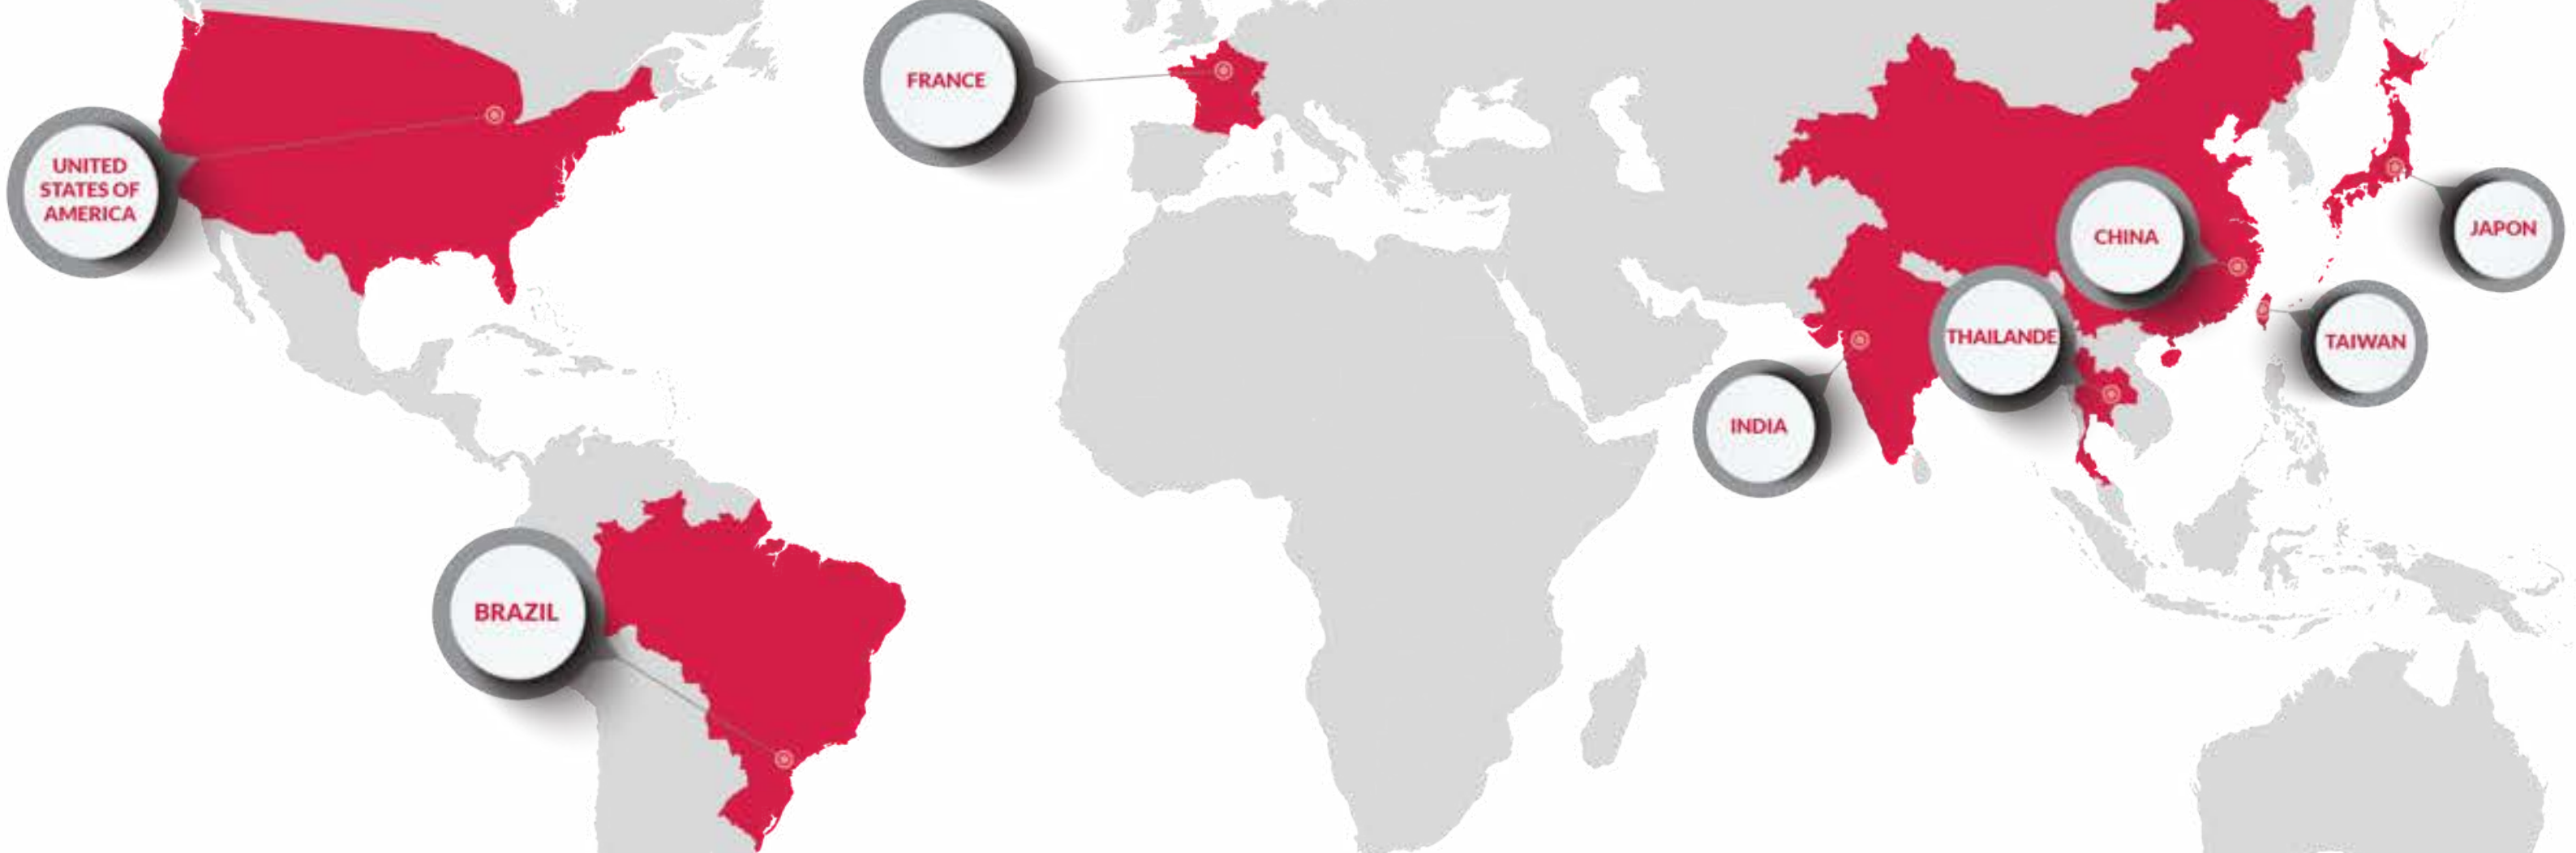 UNITED
STATES OF
AMERICA
FRANCE
BRAZIL
INDIA
THAILANDE
CHINA
TAIWAN
JAPON